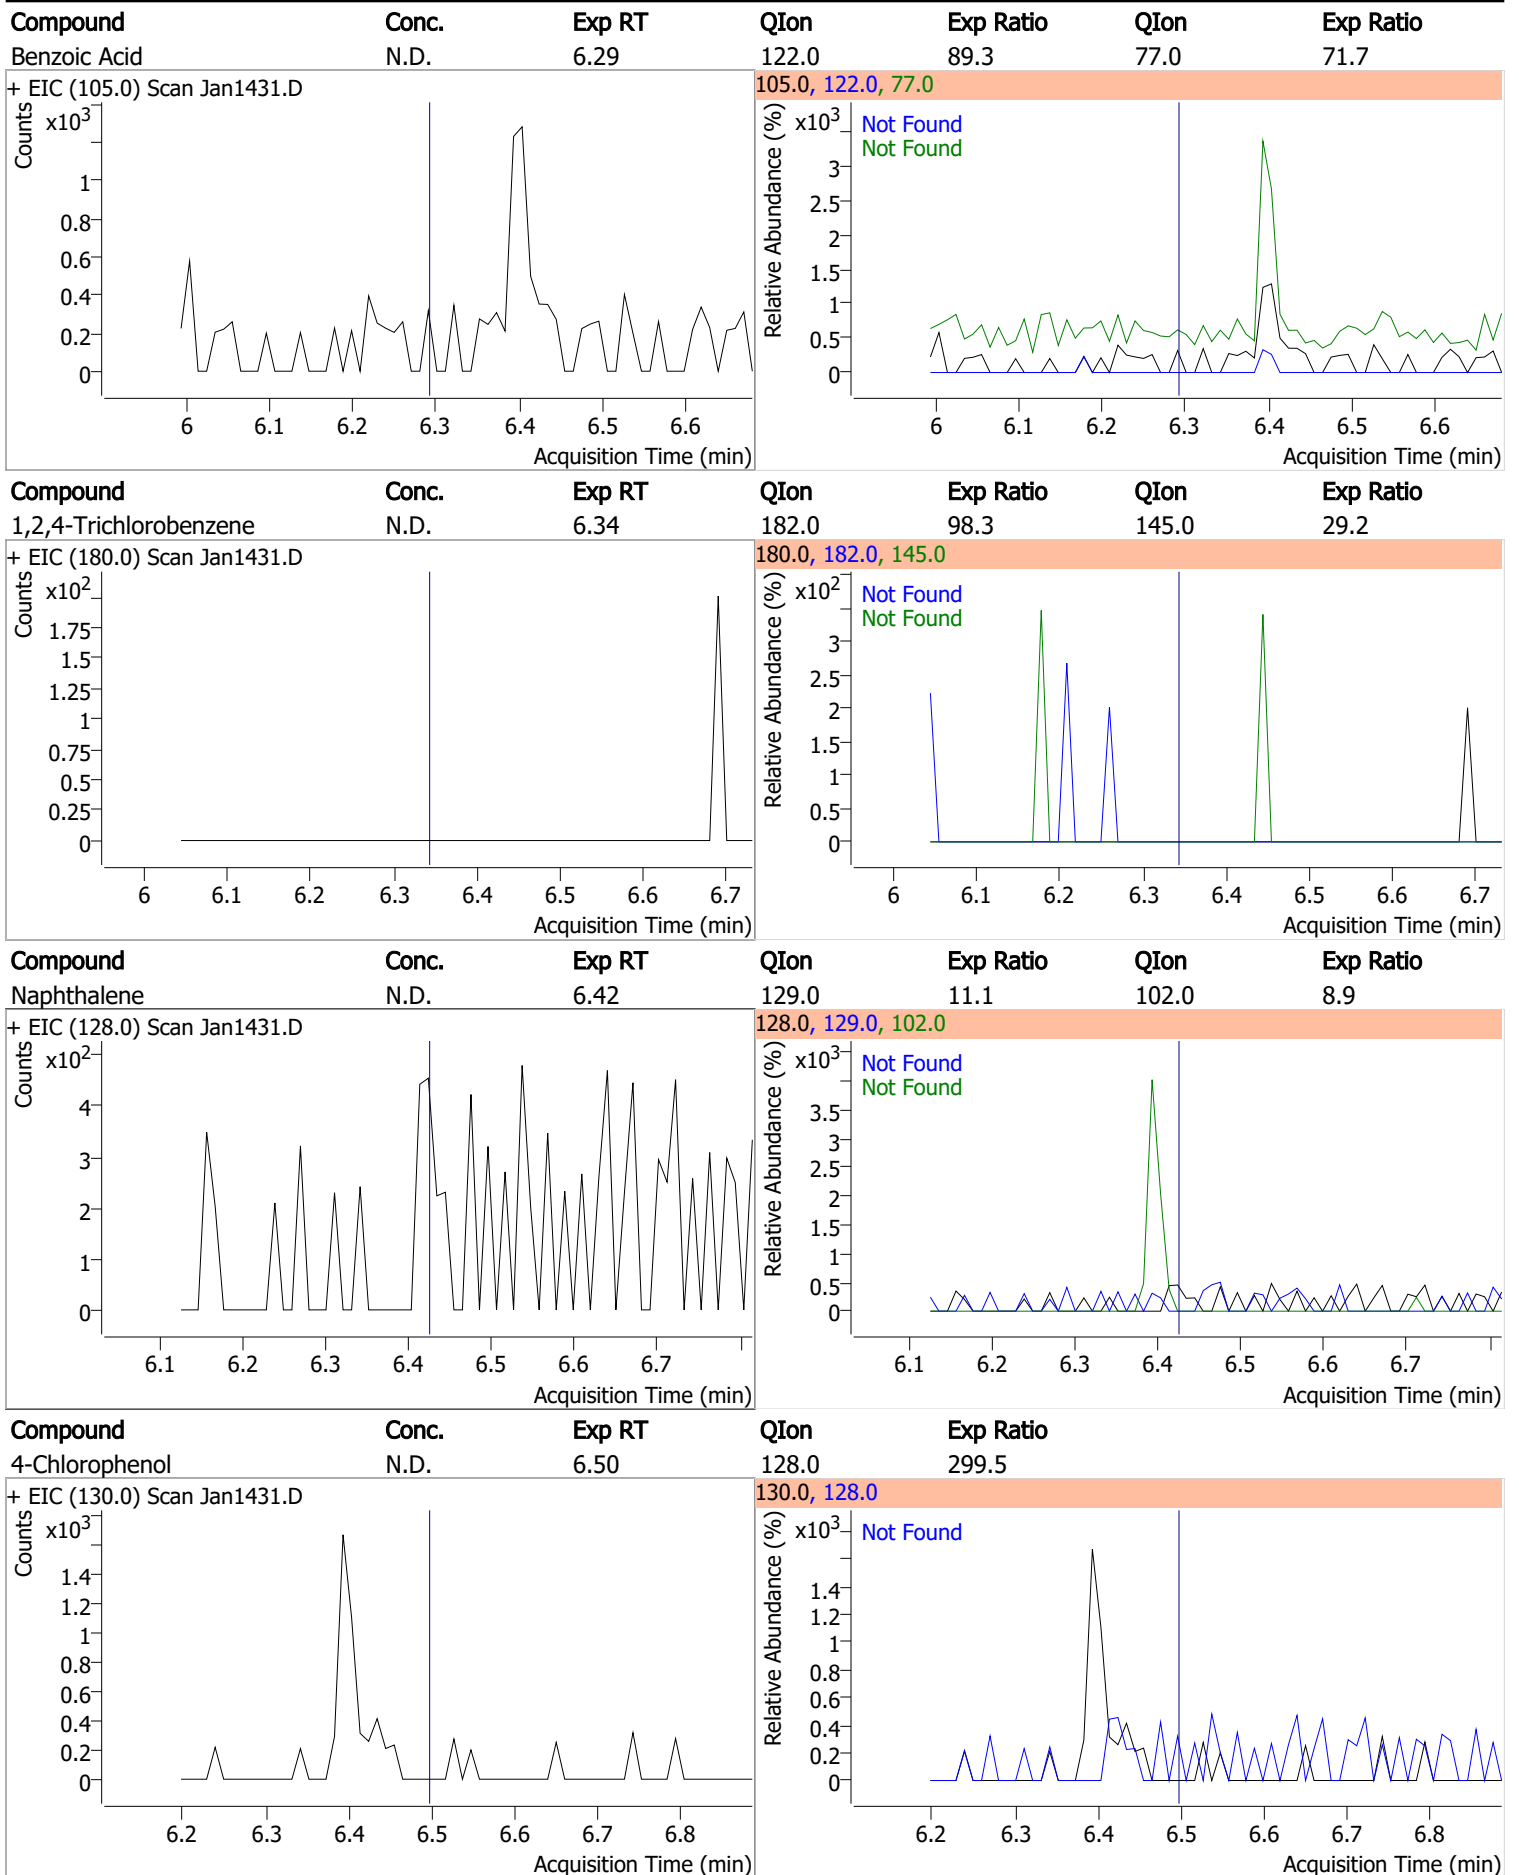 Compound Conc. Exp RT QIon Exp Ratio QIon Exp Ratio
Benzoic Acid N.D. 6.29 122.0 89.3 77.0 71.7
+ EIC (105.0) Scan Jan1431.D
Counts
x10³
1
0.8
0.6
0.4
0.2
0
6 6.1 6.2 6.3 6.4 6.5 6.6
Acquisition Time (min)
105.0, 122.0, 77.0
Relative Abundance (%)
x10³
Not Found
Not Found
3
2.5
2
1.5
1
0.5
0
6 6.1 6.2 6.3 6.4 6.5 6.6
Acquisition Time (min)
Compound Conc. Exp RT QIon Exp Ratio QIon Exp Ratio
1,2,4-Trichlorobenzene N.D. 6.34 182.0 98.3 145.0 29.2
+ EIC (180.0) Scan Jan1431.D
Counts
x10²
1.75
1.5
1.25
1
0.75
0.5
0.25
0
6 6.1 6.2 6.3 6.4 6.5 6.6 6.7
Acquisition Time (min)
180.0, 182.0, 145.0
Relative Abundance (%)
x10²
Not Found
Not Found
3
2.5
2
1.5
1
0.5
0
6 6.1 6.2 6.3 6.4 6.5 6.6 6.7
Acquisition Time (min)
Compound Conc. Exp RT QIon Exp Ratio QIon Exp Ratio
Naphthalene N.D. 6.42 129.0 11.1 102.0 8.9
+ EIC (128.0) Scan Jan1431.D
Counts
x10²
4
3
2
1
0
6.1 6.2 6.3 6.4 6.5 6.6 6.7
Acquisition Time (min)
128.0, 129.0, 102.0
Relative Abundance (%)
x10³
Not Found
Not Found
3.5
3
2.5
2
1.5
1
0.5
0
6.1 6.2 6.3 6.4 6.5 6.6 6.7
Acquisition Time (min)
Compound Conc. Exp RT QIon Exp Ratio
4-Chlorophenol N.D. 6.50 128.0 299.5
+ EIC (130.0) Scan Jan1431.D
Counts
x10³
1.4
1.2
1
0.8
0.6
0.4
0.2
0
6.2 6.3 6.4 6.5 6.6 6.7 6.8
Acquisition Time (min)
130.0, 128.0
Relative Abundance (%)
x10³
Not Found
1.4
1.2
1
0.8
0.6
0.4
0.2
0
6.2 6.3 6.4 6.5 6.6 6.7 6.8
Acquisition Time (min)